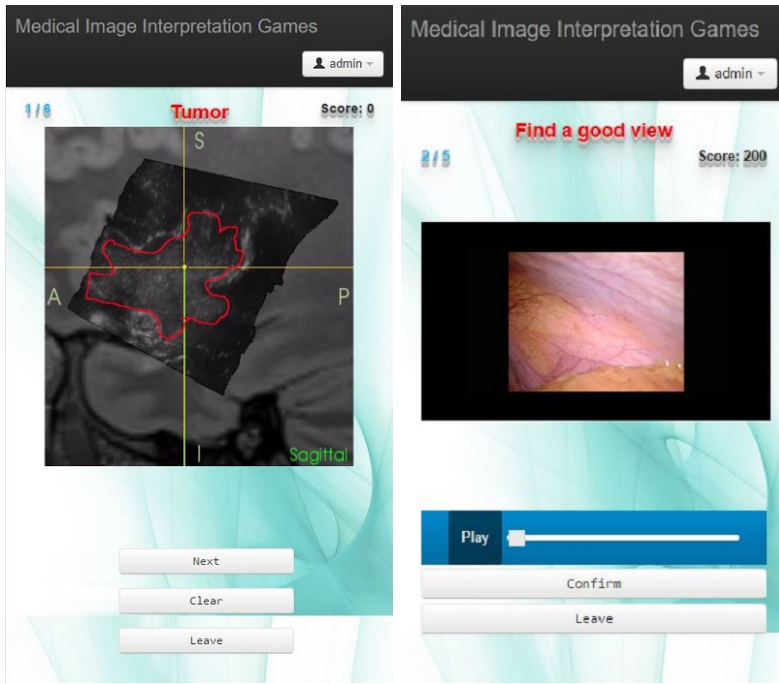 Medical Image Interpretation Games
admin
1 / 6
Tumor
Score: 0
S
A
P
I
Sagittal
Next
Clear
Leave
Medical Image Interpretation Games
admin
Find a good view
2 / 5
Score: 200
Play
Confirm
Leave